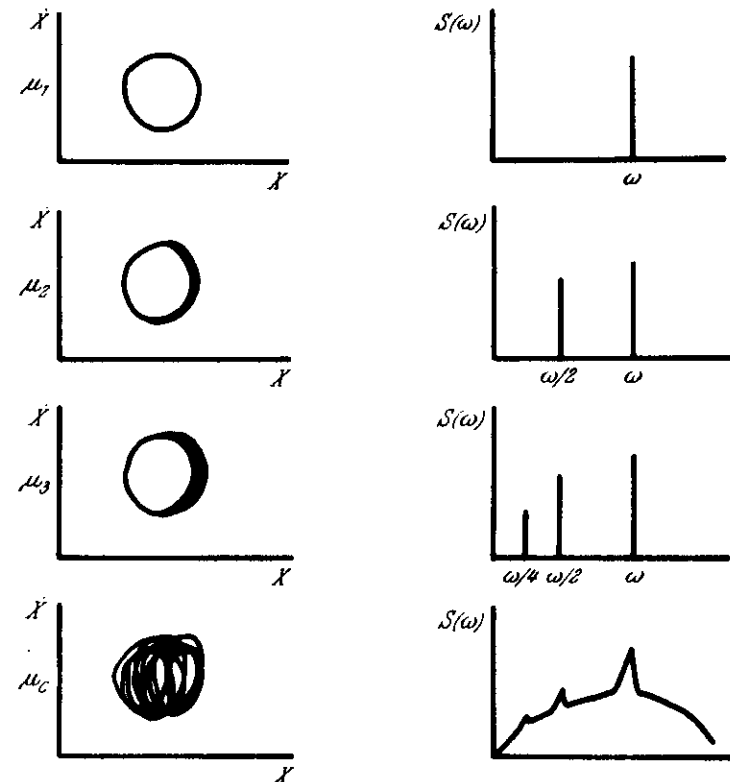 Ẋ S(ω)
μ₁
X ω
Ẋ S(ω)
μ₂
X ω/2 ω
Ẋ S(ω)
μ₃
X ω/4 ω/2 ω
Ẋ S(ω)
μc
X